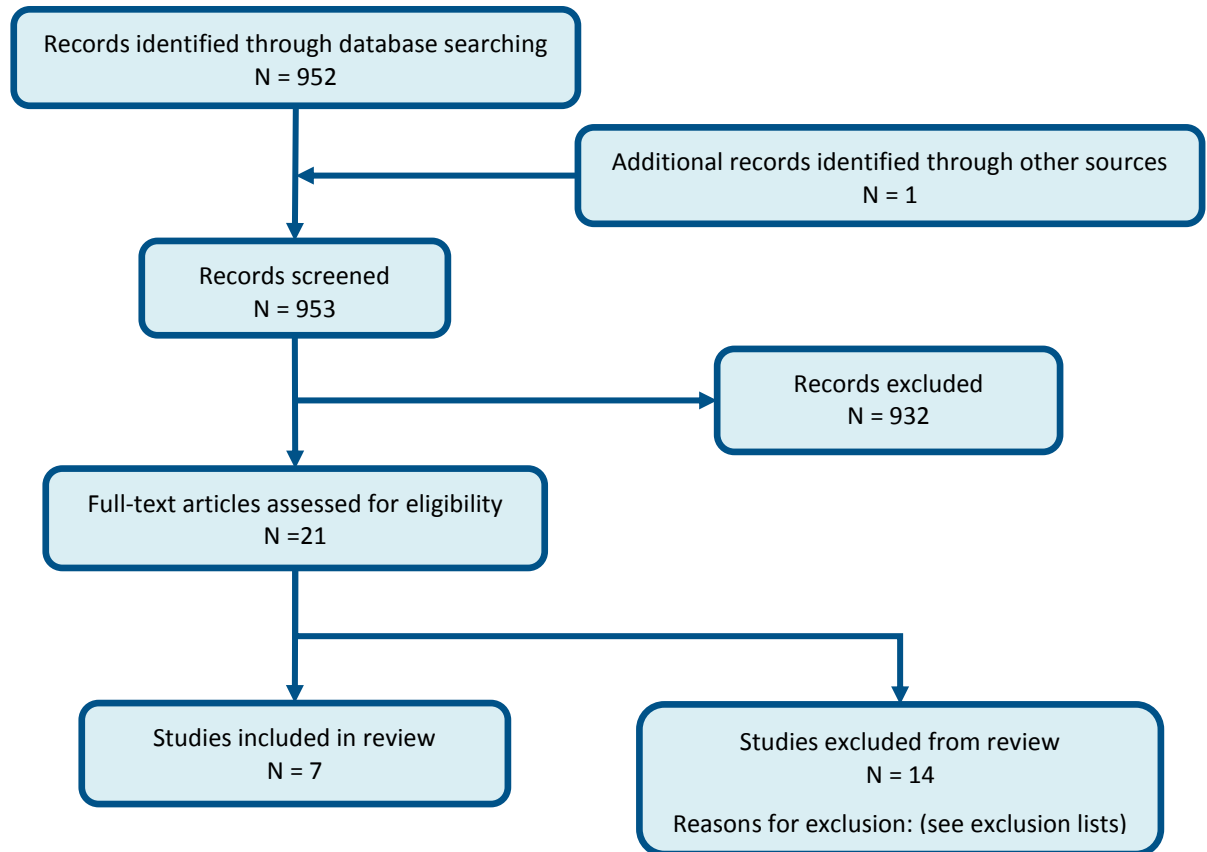 Records identified through database searching
N = 952
Additional records identified through other sources
N = 1
Records screened
N = 953
Records excluded
N = 932
Full-text articles assessed for eligibility
N =21
Studies included in review
N = 7
Studies excluded from review
N = 14
Reasons for exclusion: (see exclusion lists)